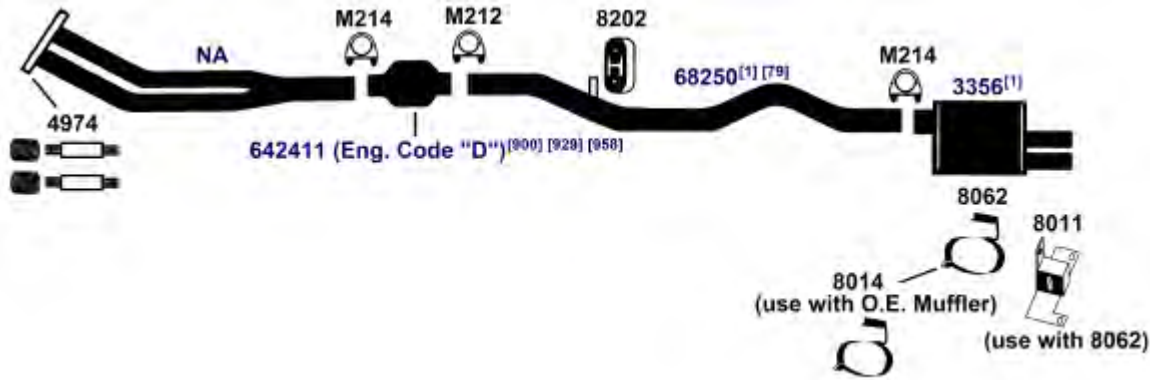 M214
M212
8202
NA
68250[1] [79]
M214
3356[1]
4974
642411 (Eng. Code "D")[900] [929] [958]
8062
8011
8014
(use with O.E. Muffler)
(use with 8062)